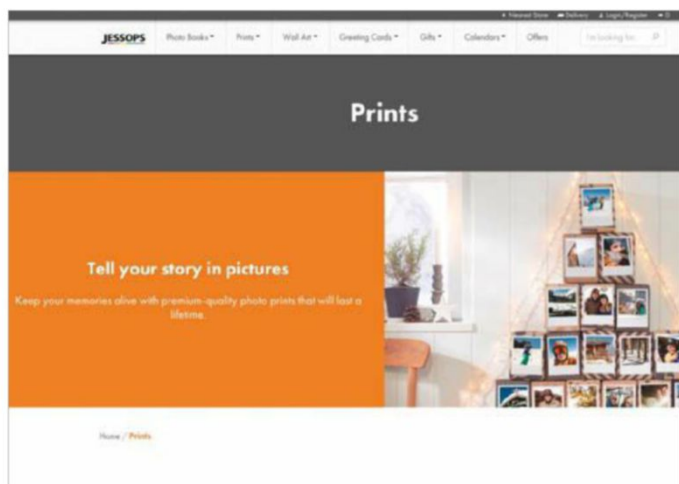 Nearest Store Delivery Login/Register 0
JESSOPS Photo Books Prints Wall Art Greeting Cards Gifts Calendars Offers I'm looking for
Prints
Tell your story in pictures
Keep your memories alive with premium-quality photo prints that will last a
lifetime.
Home / Prints